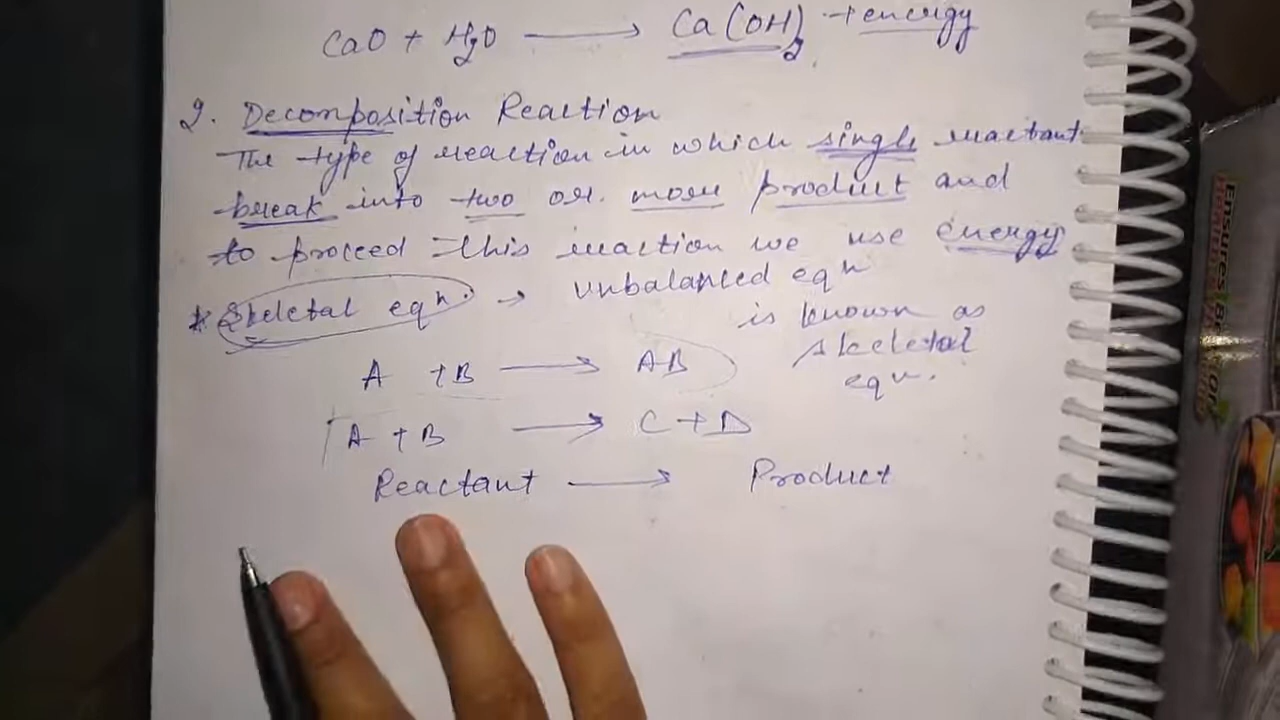 CaO + H2O → Ca(OH)2 + energy
2. Decomposition Reaction
The type of reaction in which single reactant
break into two or. more product and
to proceed this reaction we use energy
* Skeletal eqn. → unbalanced eqn
is known as
skeletal
eqn.
A + B → AB
A + B → C + D
Reactant → Product